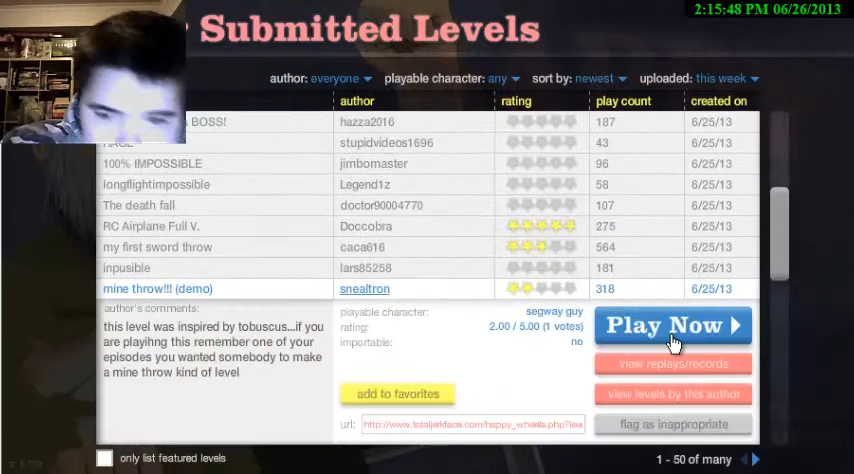 2:15:48 PM 06/26/2013
Submitted Levels
author: everyone playable character: any sort by: newest uploaded: this week
author rating play count created on
BOSS! hazza2016 187 6/25/13
stupidvideos1696 43 6/25/13
100% IMPOSSIBLE jimbomaster 96 6/25/13
longflightimpossible Legend1z 58 6/25/13
The death fall doctor90004770 107 6/25/13
RC Airplane Full V. Doccobra 275 6/25/13
my first sword throw caca616 564 6/25/13
inpusible lars85258 181 6/25/13
mine throw!!! (demo) snealtron 318 6/25/13
author's comments:
this level was inspired by tobuscus...if you
are playihng this remember one of your
episodes you wanted somebody to make
a mine throw kind of level
playable character: segway guy
rating: 2.00 / 5.00 (1 votes)
importable: no
add to favorites
url: http://www.totaljerkface.com/happy_wheels.php?lev
Play Now
view replays/records
view levels by this author
flag as inappropriate
only list featured levels
1 - 50 of many